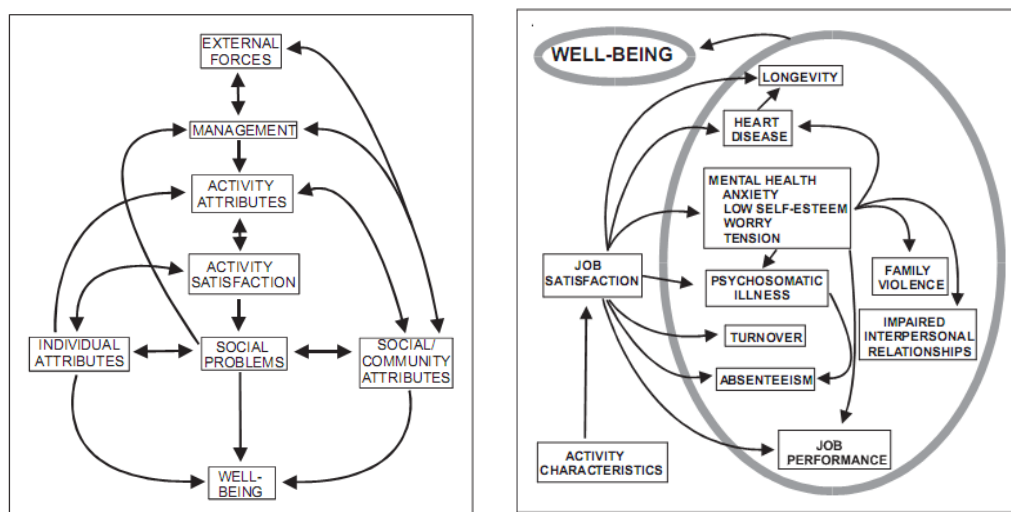 EXTERNAL
FORCES
MANAGEMENT
ACTIVITY
ATTRIBUTES
ACTIVITY
SATISFACTION
INDIVIDUAL
ATTRIBUTES
SOCIAL
PROBLEMS
SOCIAL/
COMMUNITY
ATTRIBUTES
WELL-
BEING
WELL-BEING
LONGEVITY
HEART
DISEASE
MENTAL HEALTH
ANXIETY
LOW SELF-ESTEEM
WORRY
TENSION
JOB
SATISFACTION
PSYCHOSOMATIC
ILLNESS
FAMILY
VIOLENCE
TURNOVER
IMPAIRED
INTERPERSONAL
RELATIONSHIPS
ABSENTEEISM
ACTIVITY
CHARACTERISTICS
JOB
PERFORMANCE